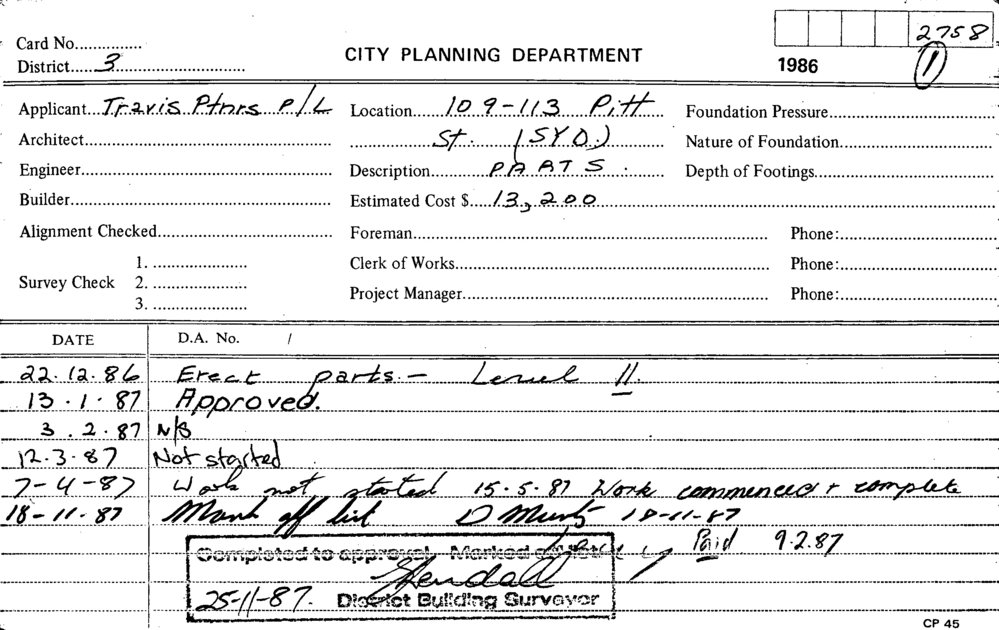 2758
Card No.
CITY PLANNING DEPARTMENT
1986
1
District 3
Applicant Travis Ptnrs P/L
Location 109-113 Pitt
Foundation Pressure
Architect
St. (SYD.)
Nature of Foundation
Engineer
Description PARTS.
Depth of Footings
Builder
Estimated Cost $ 13,200
Alignment Checked
Foreman
Phone:
Survey Check
1.
2.
3.
Clerk of Works
Phone:
Project Manager
Phone:
DATE
D.A. No. /
22.12.86 Erect parts.- Level 11.
13.1.87 Approved.
3.2.87 N/S
12.3.87 Not started
7-4-87 Work not started 15.5.87 Work commenced + complete
18-11-87 Mark off list D 18-11-87
Paid 9.2.87
Completed to approval, Marked off
Kendall
25-11-87. District Building Surveyor
CP 45